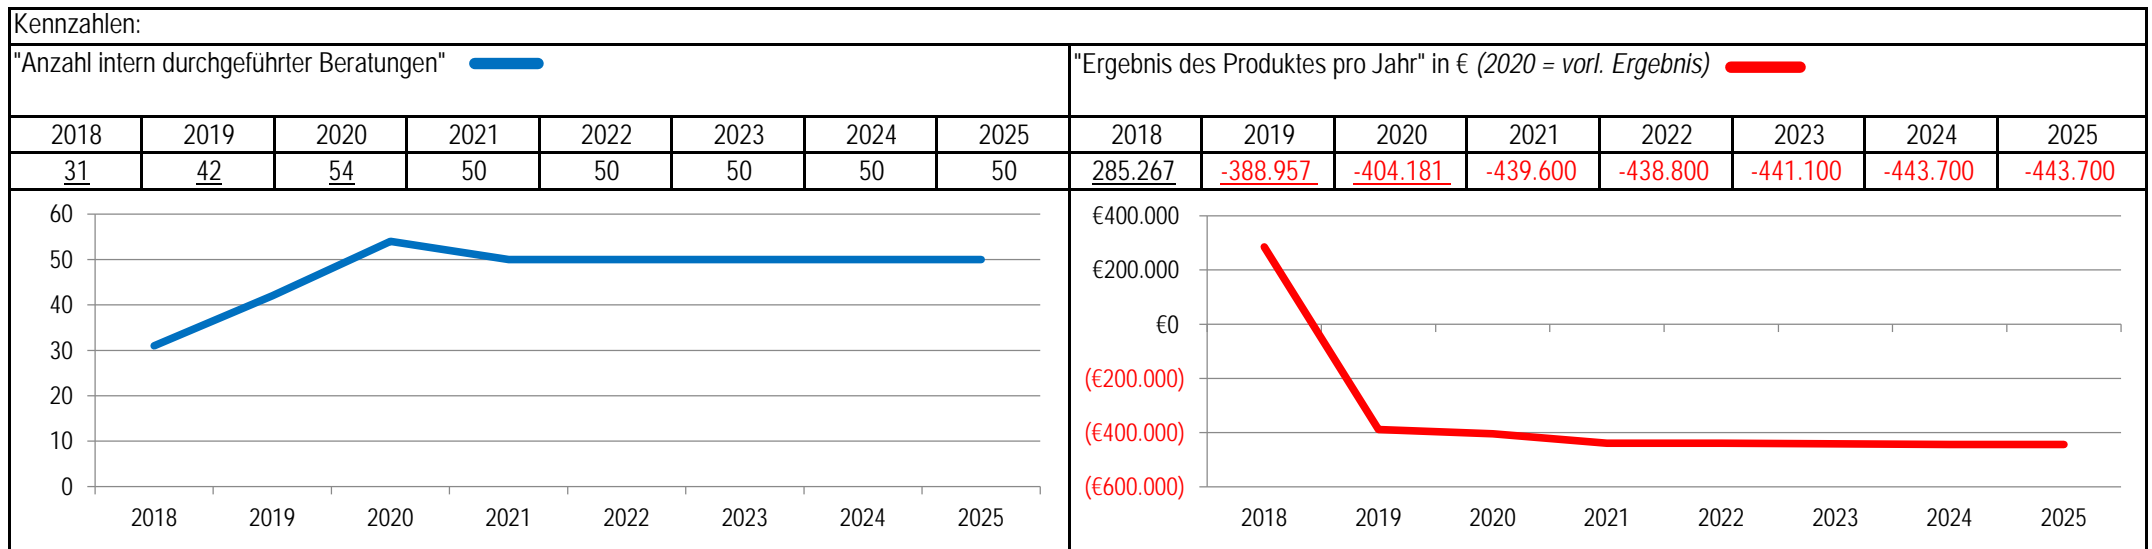 Kennzahlen:
"Anzahl intern durchgeführter Beratungen"
"Ergebnis des Produktes pro Jahr" in € (2020 = vorl. Ergebnis)
2018 2019 2020 2021 2022 2023 2024 2025 2018 2019 2020 2021 2022 2023 2024 2025
31 42 54 50 50 50 50 50 285.267 -388.957 -404.181 -439.600 -438.800 -441.100 -443.700 -443.700
60
50
40
30
20
10
0
2018 2019 2020 2021 2022 2023 2024 2025
€400.000
€200.000
€0
(€200.000)
(€400.000)
(€600.000)
2018 2019 2020 2021 2022 2023 2024 2025